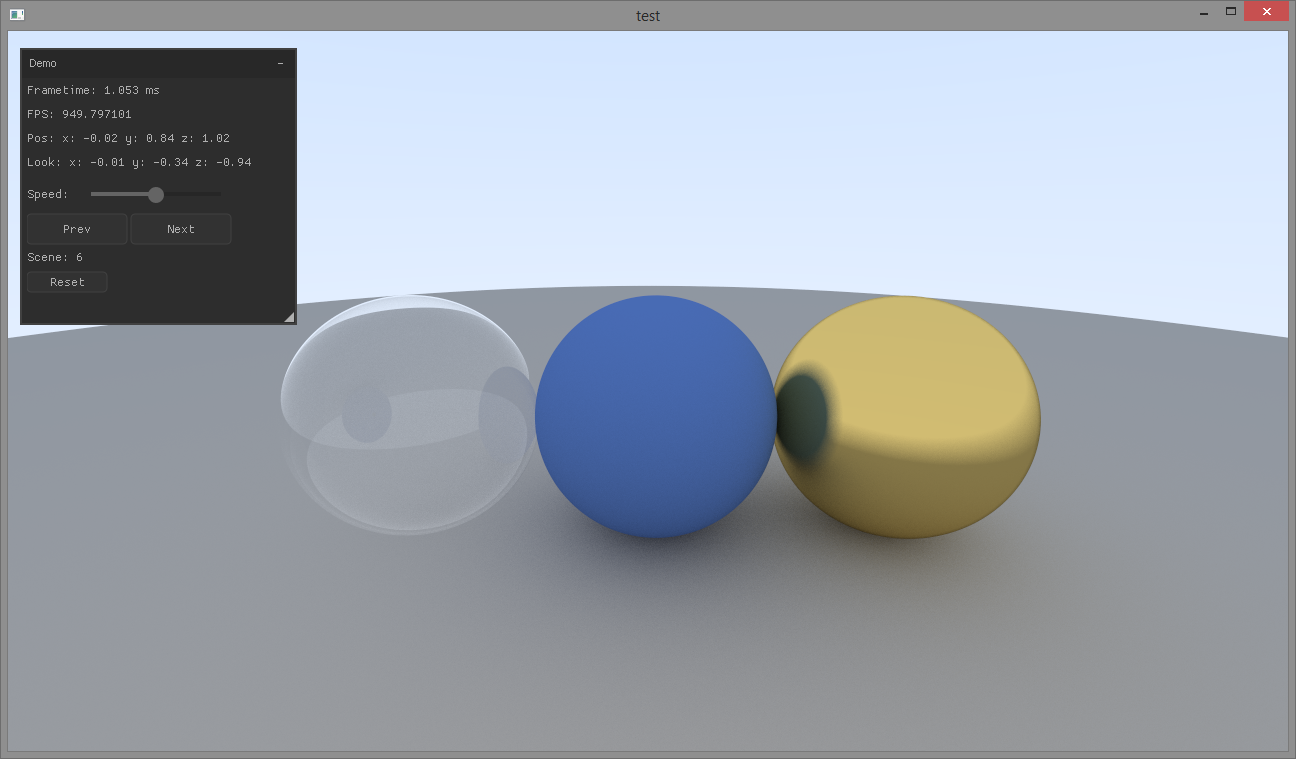 test
Demo
Frametime: 1.053 ms
FPS: 949.797101
Pos: x: -0.02 y: 0.84 z: 1.02
Look: x: -0.01 y: -0.34 z: -0.94
Speed:
Prev Next
Scene: 6
Reset